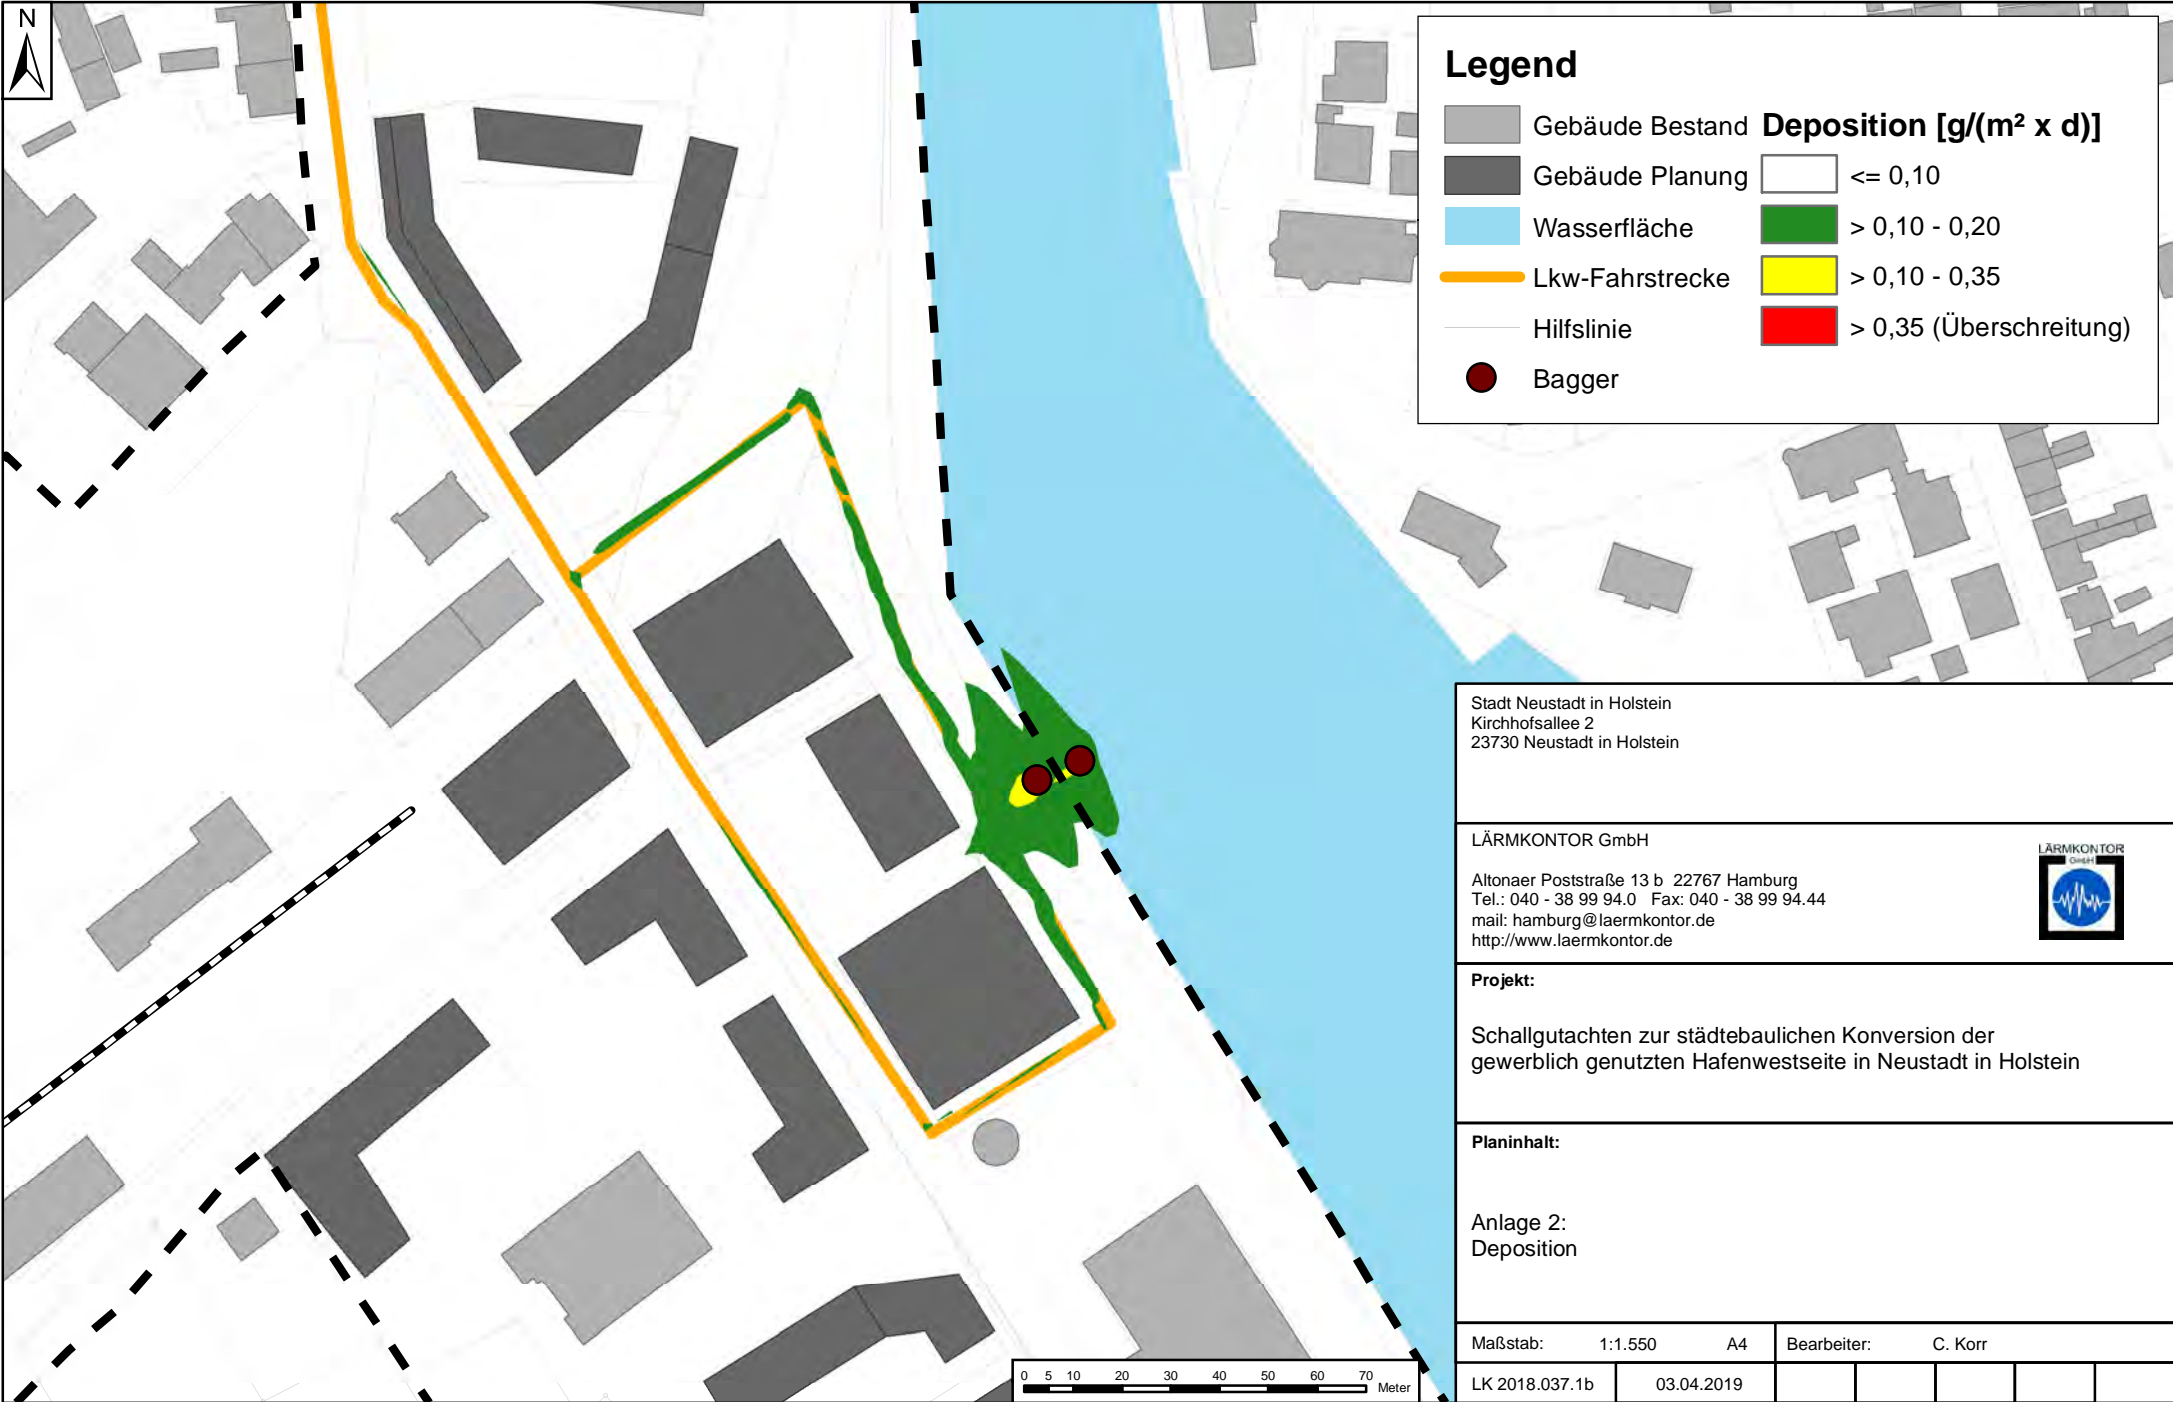 N
Legend
Gebäude Bestand
Gebäude Planung
Wasserfläche
Lkw-Fahrstrecke
Hilfslinie
Bagger
Deposition [g/(m² x d)]
<= 0,10
> 0,10 - 0,20
> 0,10 - 0,35
> 0,35 (Überschreitung)
Stadt Neustadt in Holstein
Kirchhofsallee 2
23730 Neustadt in Holstein
LÄRMKONTOR GmbH
Altonaer Poststraße 13 b 22767 Hamburg
Tel.: 040 - 38 99 94.0 Fax: 040 - 38 99 94.44
mail: hamburg@laermkontor.de
http://www.laermkontor.de
LÄRMKONTOR
GmbH
Projekt:
Schallgutachten zur städtebaulichen Konversion der
gewerblich genutzten Hafenwestseite in Neustadt in Holstein
Planinhalt:
Anlage 2:
Deposition
Maßstab: 1:1.550 A4 Bearbeiter: C. Korr
LK 2018.037.1b 03.04.2019
0 5 10 20 30 40 50 60 70 Meter